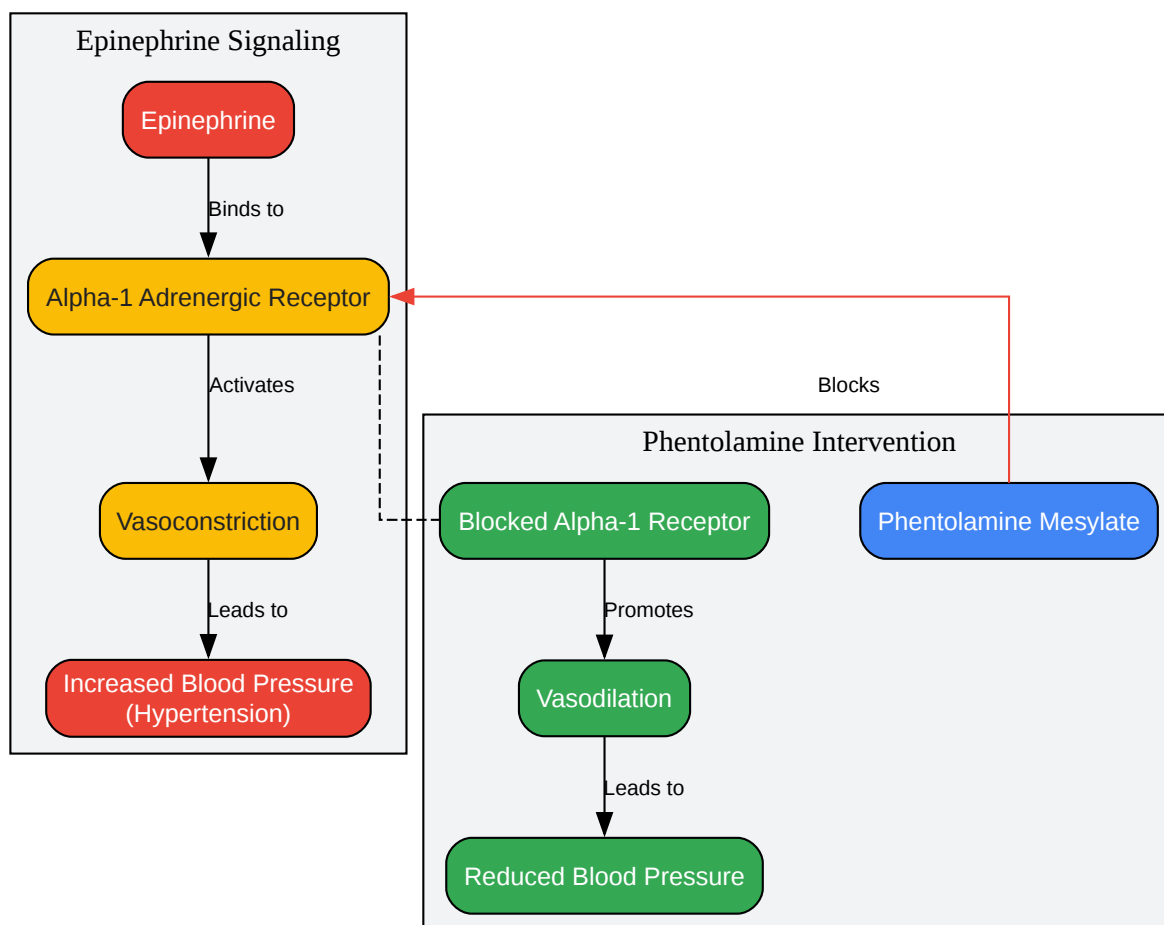 Epinephrine Signaling
Epinephrine
Binds to
Alpha-1 Adrenergic Receptor
Activates
Vasoconstriction
Leads to
Increased Blood Pressure
(Hypertension)
Blocks
Phentolamine Intervention
Blocked Alpha-1 Receptor
Phentolamine Mesylate
Promotes
Vasodilation
Leads to
Reduced Blood Pressure